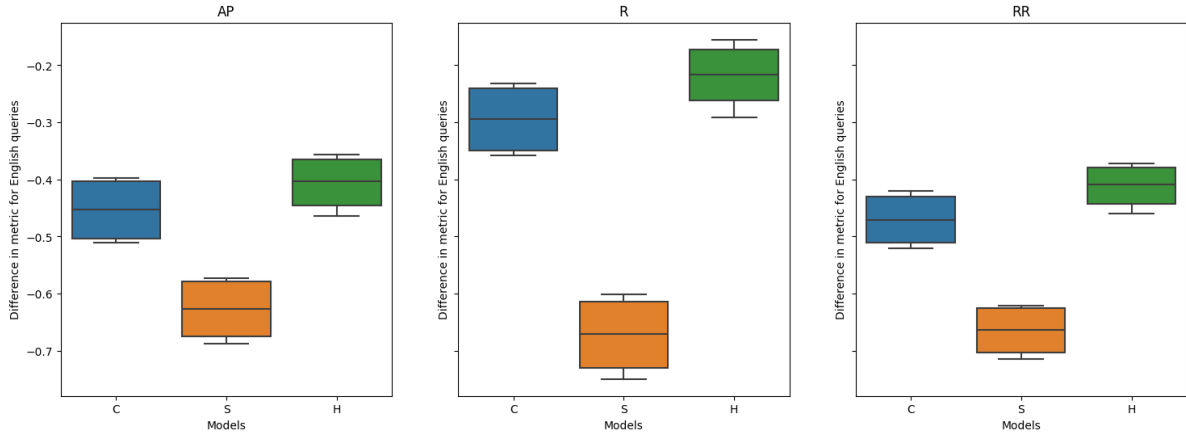 AP
Difference in metric for English queries
−0.2
−0.3
−0.4
−0.5
−0.6
−0.7
C S H
Models
R
Difference in metric for English queries
C S H
Models
RR
Difference in metric for English queries
C S H
Models